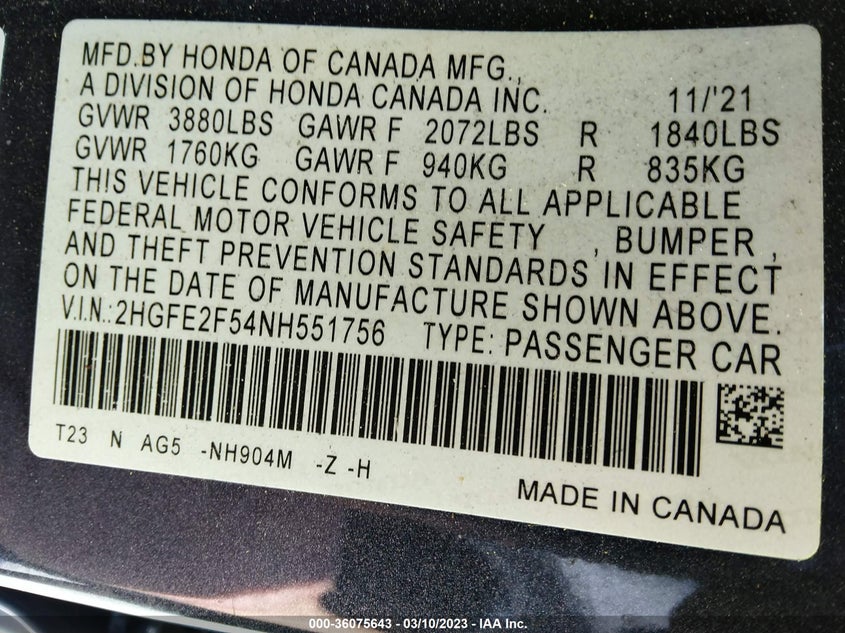 MFD.BY HONDA OF CANADA MFG.,
A DIVISION OF HONDA CANADA INC. 11/'21
GVWR 3880LBS GAWR F 2072LBS R 1840LBS
GVWR 1760KG GAWR F 940KG R 835KG
THIS VEHICLE CONFORMS TO ALL APPLICABLE
FEDERAL MOTOR VEHICLE SAFETY , BUMPER ,
AND THEFT PREVENTION STANDARDS IN EFFECT
ON THE DATE OF MANUFACTURE SHOWN ABOVE.
V.I.N.:2HGFE2F54NH551756 TYPE: PASSENGER CAR
T23 N AG5 -NH904M -Z -H
MADE IN CANADA
000-36075643 / 03/10/2023 - IAA Inc.